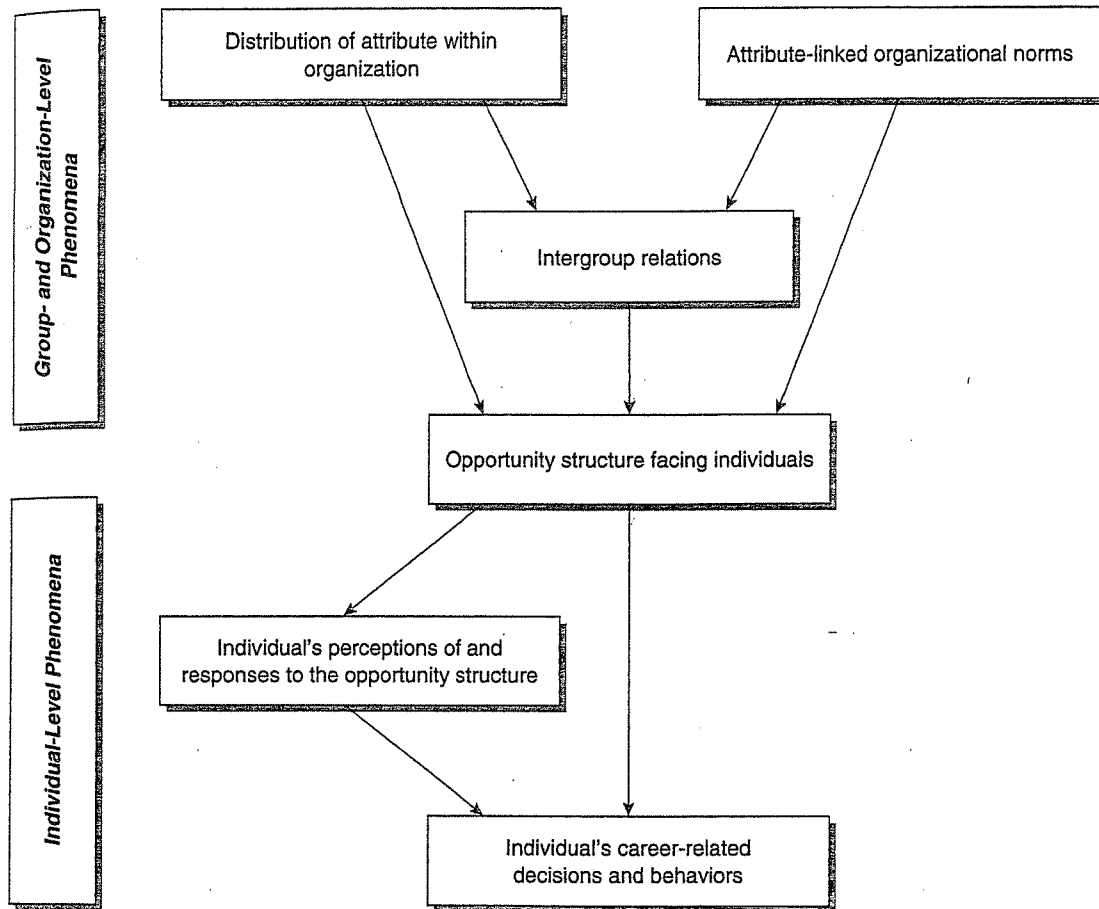 Distribution of attribute within
organization
Attribute-linked organizational norms
Group- and Organization-Level
Phenomena
Intergroup relations
Opportunity structure facing individuals
Individual-Level Phenomena
Individual's perceptions of and
responses to the opportunity structure
Individual's career-related
decisions and behaviors